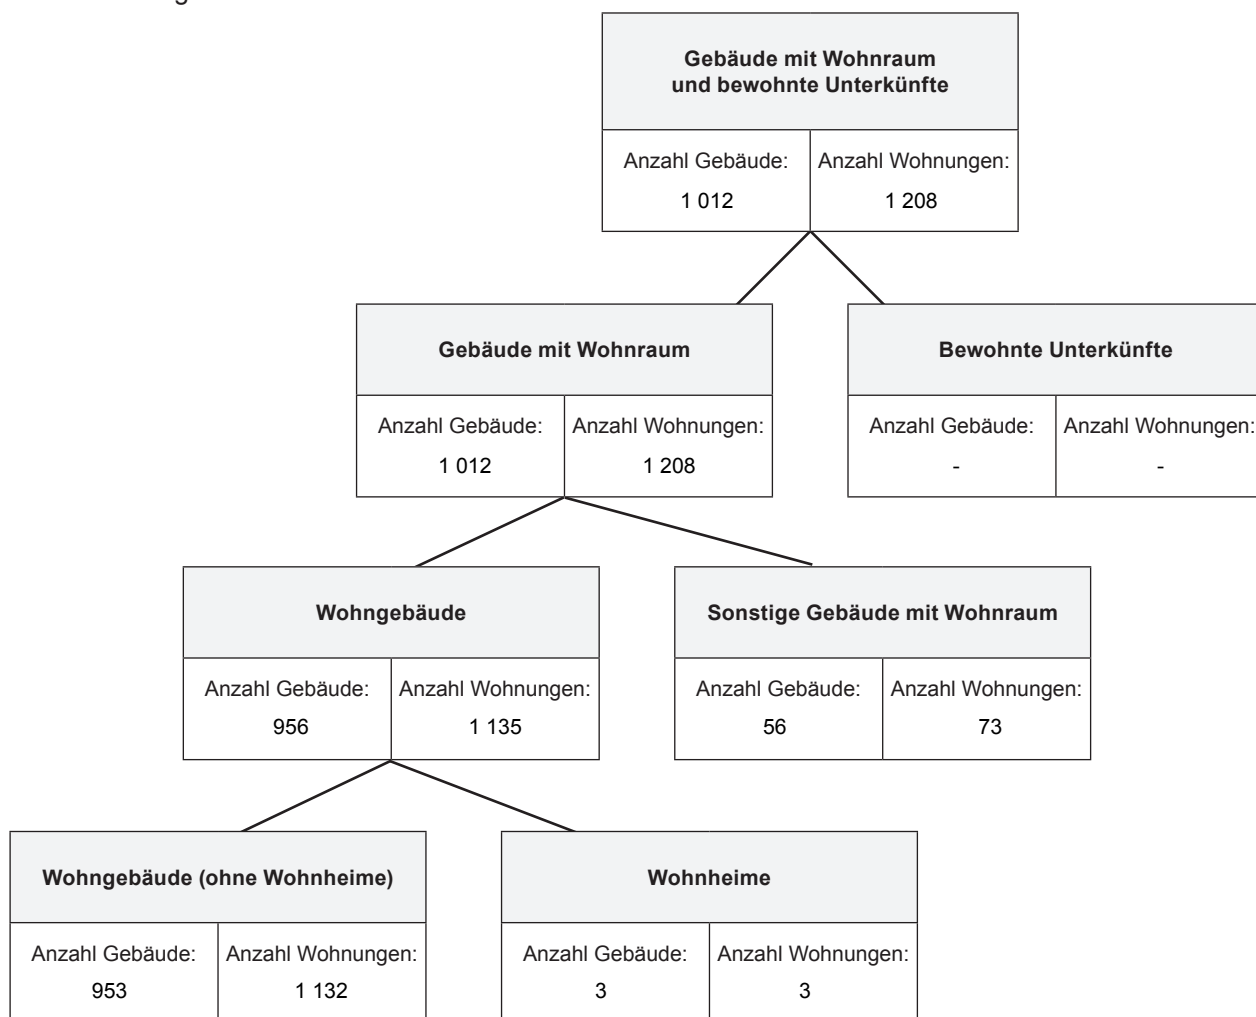 Gebäude mit Wohnraum
und bewohnte Unterkünfte
Anzahl Gebäude:
Anzahl Wohnungen:
1 012
1 208
Gebäude mit Wohnraum
Bewohnte Unterkünfte
Anzahl Gebäude:
Anzahl Wohnungen:
Anzahl Gebäude:
Anzahl Wohnungen:
1 012
1 208
-
-
Wohngebäude
Sonstige Gebäude mit Wohnraum
Anzahl Gebäude:
Anzahl Wohnungen:
Anzahl Gebäude:
Anzahl Wohnungen:
956
1 135
56
73
Wohngebäude (ohne Wohnheime)
Wohnheime
Anzahl Gebäude:
Anzahl Wohnungen:
Anzahl Gebäude:
Anzahl Wohnungen:
953
1 132
3
3